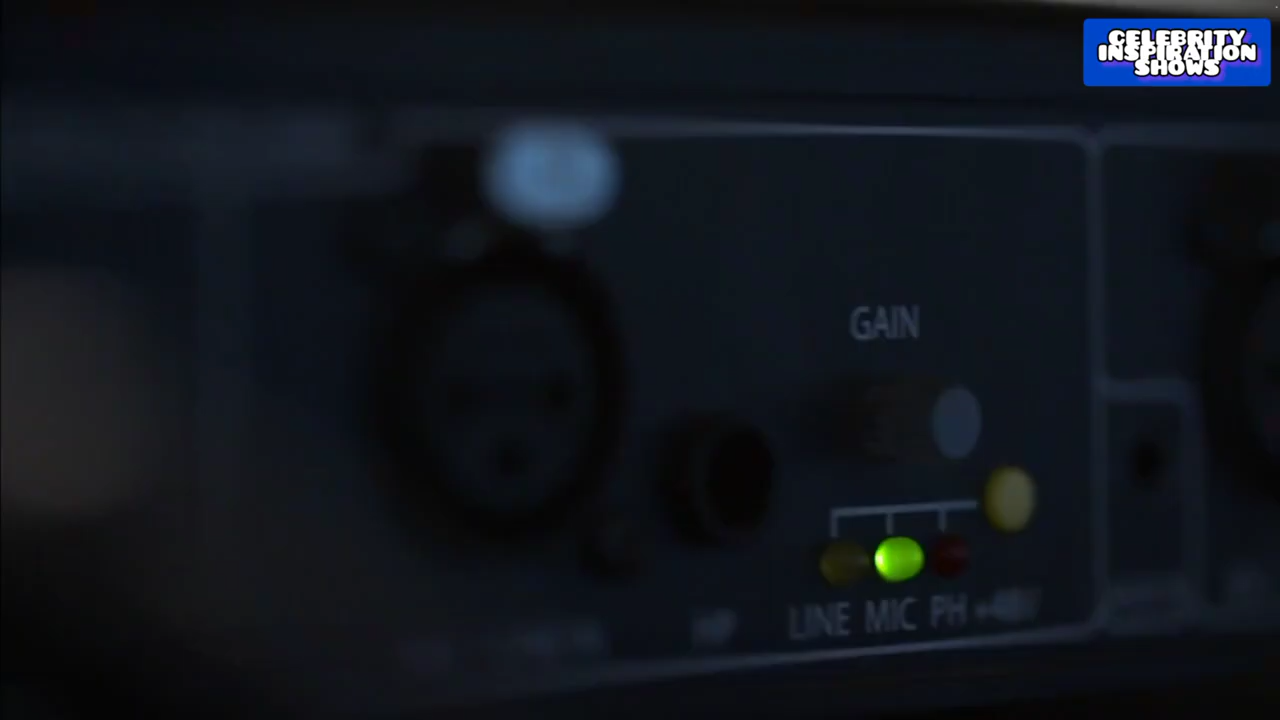 CELEBRITY
INSPIRATION
SHOWS
GAIN
LINE MIC PH